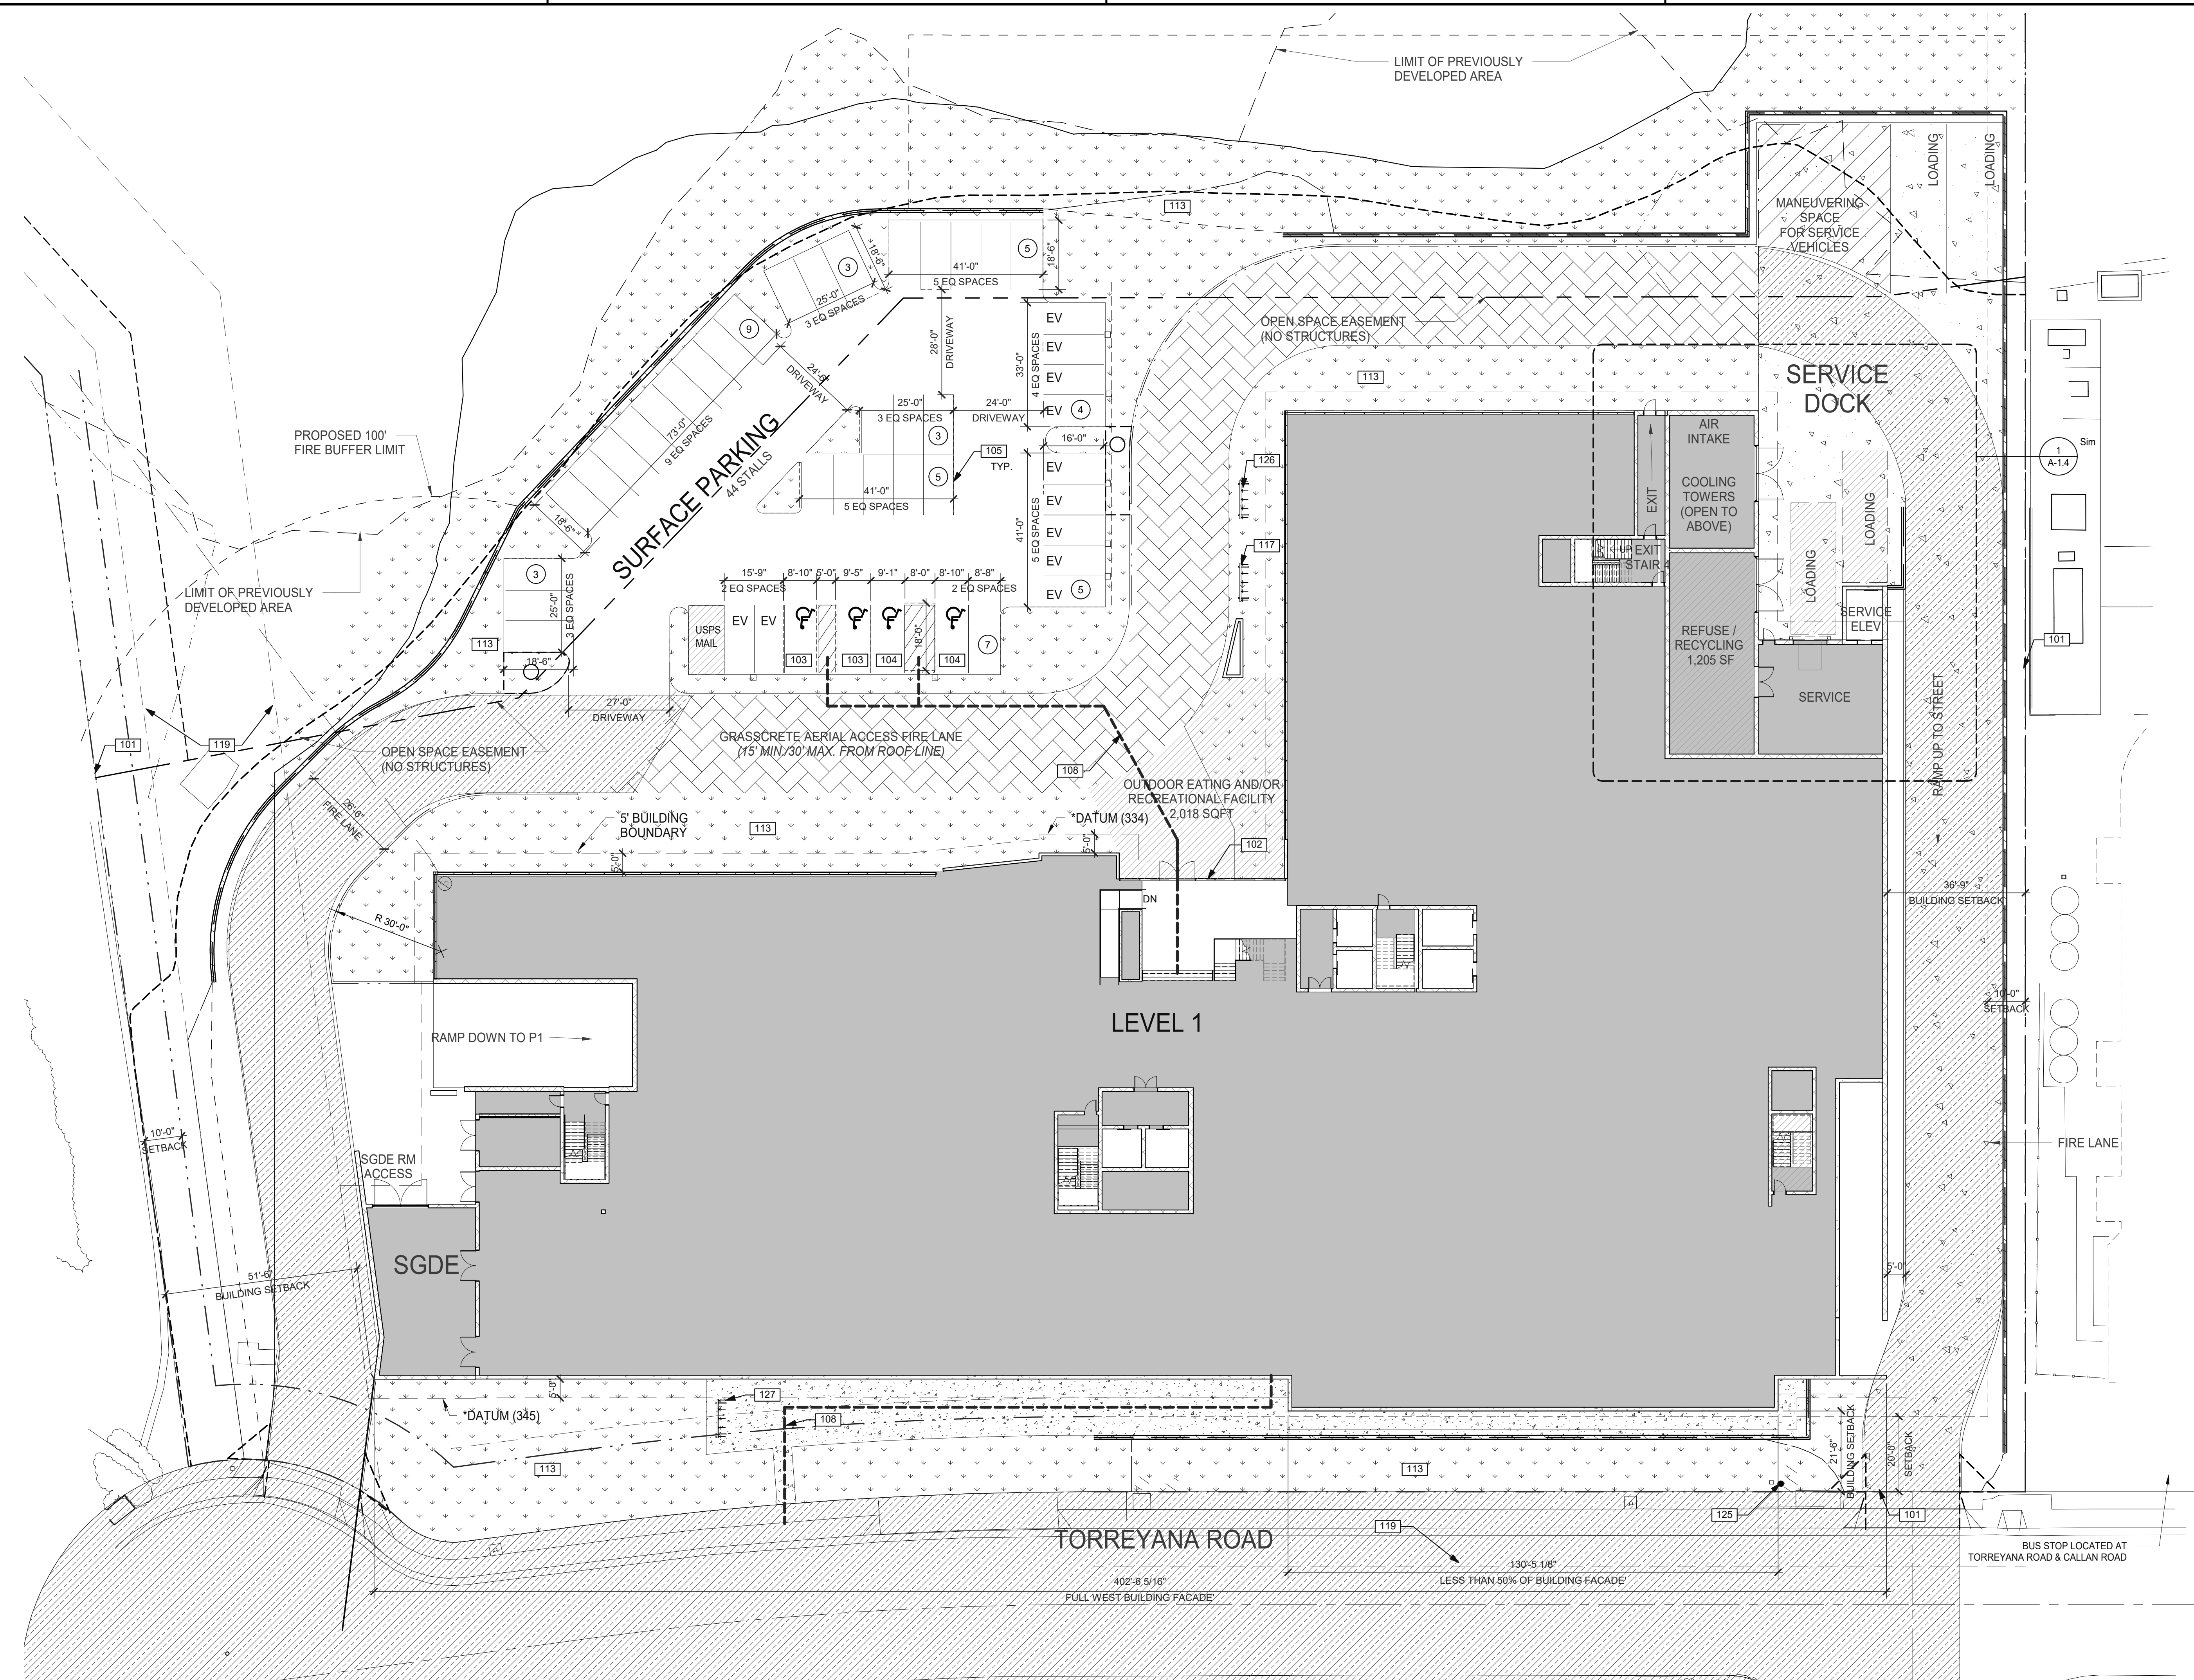 LIMIT OF PREVIOUSLY
DEVELOPED AREA
LOADING
LOADING
MANEUVERING
SPACE
FOR SERVICE
VEHICLES
113
5
18'-6"
41'-0"
5 EQ SPACES
3
18'-6"
25'-0"
3 EQ SPACES
9
73'-0"
9 EQ SPACES
24'-6"
DRIVEWAY
28'-0"
DRIVEWAY
EV
EV
EV
EV
4
33'-0"
4 EQ SPACES
OPEN SPACE EASEMENT
(NO STRUCTURES)
113
SERVICE
DOCK
25'-0"
3 EQ SPACES
24'-0"
DRIVEWAY
3
16'-0"
105
TYP.
5
41'-0"
5 EQ SPACES
EV
EV
EV
EV
EV
5
41'-0"
5 EQ SPACES
126
117
PROPOSED 100'
FIRE BUFFER LIMIT
SURFACE PARKING
44 STALLS
AIR
INTAKE
COOLING
TOWERS
(OPEN TO
ABOVE)
EXIT
UP
EXIT
STAIR 4
LOADING
LOADING
1
A-1.4
Sim
LIMIT OF PREVIOUSLY
DEVELOPED AREA
18'-6"
3
25'-0"
3 EQ SPACES
113
18'-6"
15'-9"
2 EQ SPACES
8'-10"
5'-0"
9'-5"
9'-1"
8'-0"
8'-10"
8'-8"
2 EQ SPACES
USPS
MAIL
EV
EV
18'-0"
7
103
103
104
104
SERVICE
ELEV
REFUSE /
RECYCLING
1,205 SF
SERVICE
101
RAMP UP TO STREET
27'-0"
DRIVEWAY
101
119
OPEN SPACE EASEMENT
(NO STRUCTURES)
GRASSCRETE AERIAL ACCESS FIRE LANE
(15' MIN./30' MAX. FROM ROOF LINE)
108
OUTDOOR EATING AND/OR
RECREATIONAL FACILITY
2,018 SQFT
26'-6"
FIRE LANE
5' BUILDING
BOUNDARY
113
*DATUM (334)
5'-0"
5'-0"
102
DN
R 30'-0"
36'-9"
BUILDING SETBACK
10'-0"
SETBACK
LEVEL 1
RAMP DOWN TO P1
10'-0"
SETBACK
SGDE RM
ACCESS
FIRE LANE
SGDE
51'-6"
BUILDING SETBACK
5'-0"
5'-0"
127
*DATUM (345)
108
113
113
21'-6"
BUILDING SETBACK
20'-0"
SETBACK
125
101
TORREYANA ROAD
119
BUS STOP LOCATED AT
TORREYANA ROAD & CALLAN ROAD
130'-5 1/8"
LESS THAN 50% OF BUILDING FACADE'
402'-6 5/16"
FULL WEST BUILDING FACADE'